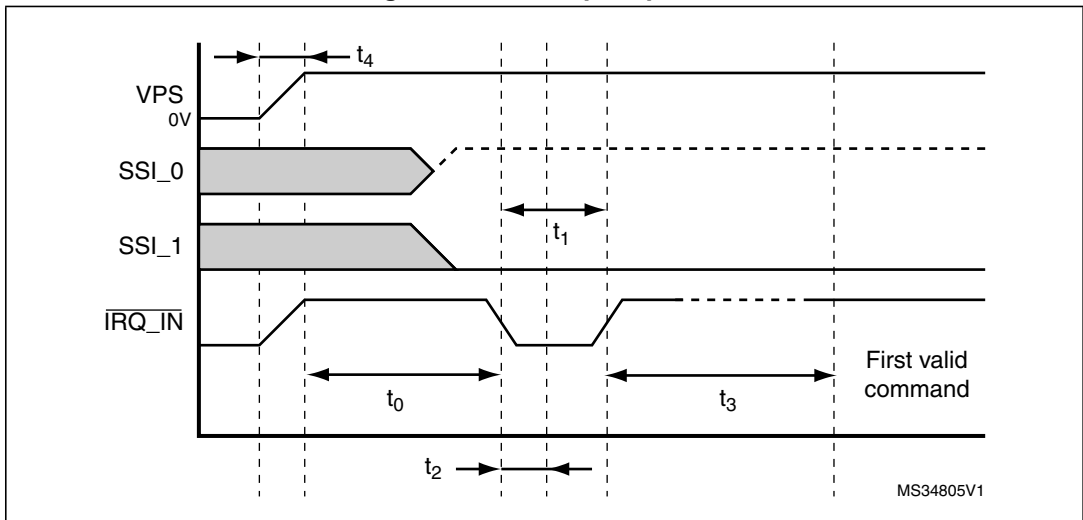 t4
VPS
0V
SSI_0
SSI_1
t1
IRQ_IN
t0
t3
First valid
command
t2
MS34805V1